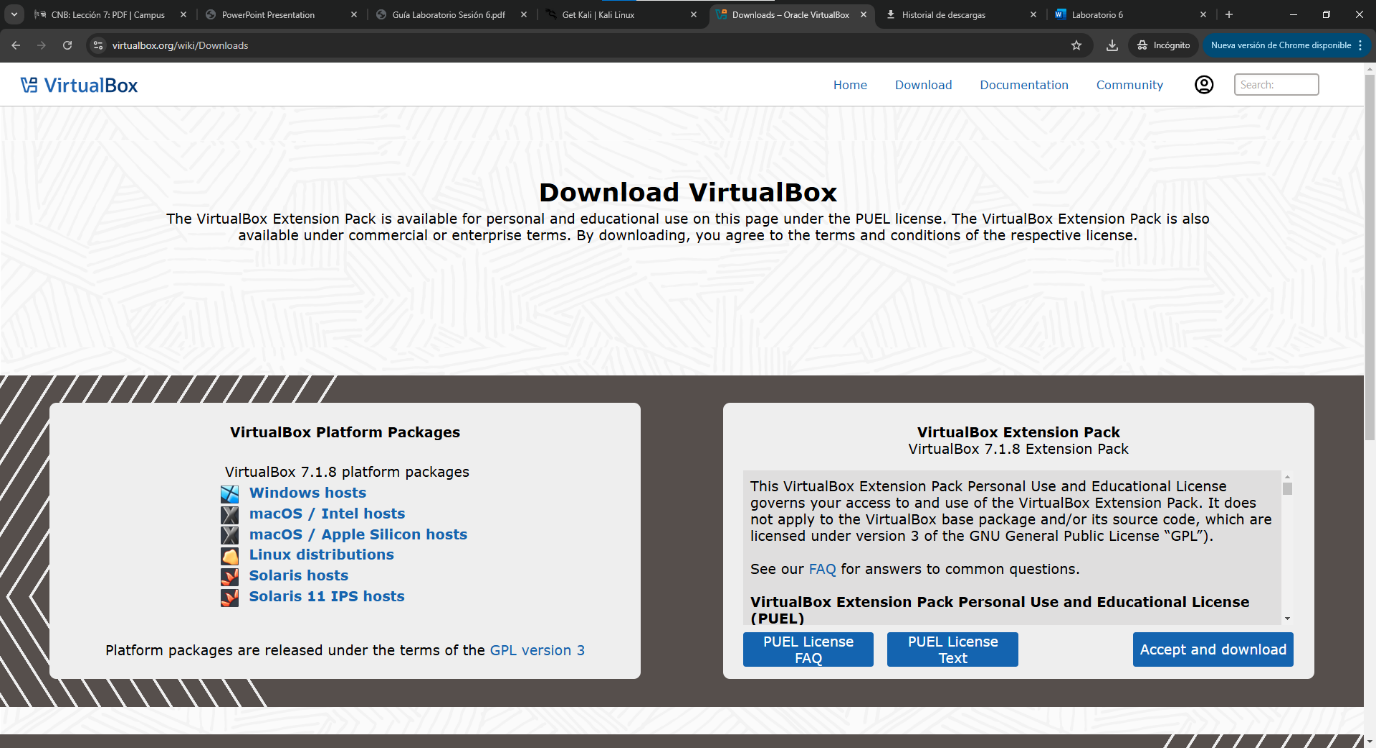 CNB: Lección 7: PDF | Campus
PowerPoint Presentation
Guía Laboratorio Sesión 6.pdf
Get Kali | Kali Linux
Downloads – Oracle VirtualBox
Historial de descargas
Laboratorio 6
virtualbox.org/wiki/Downloads
Incógnito
Nueva versión de Chrome disponible
VirtualBox
Home
Download
Documentation
Community
Search:
Download VirtualBox
The VirtualBox Extension Pack is available for personal and educational use on this page under the PUEL license. The VirtualBox Extension Pack is also
available under commercial or enterprise terms. By downloading, you agree to the terms and conditions of the respective license.
VirtualBox Platform Packages
VirtualBox 7.1.8 platform packages
Windows hosts
macOS / Intel hosts
macOS / Apple Silicon hosts
Linux distributions
Solaris hosts
Solaris 11 IPS hosts
Platform packages are released under the terms of the GPL version 3
VirtualBox Extension Pack
VirtualBox 7.1.8 Extension Pack
This VirtualBox Extension Pack Personal Use and Educational License
governs your access to and use of the VirtualBox Extension Pack. It does
not apply to the VirtualBox base package and/or its source code, which are
licensed under version 3 of the GNU General Public License “GPL”).
See our FAQ for answers to common questions.
VirtualBox Extension Pack Personal Use and Educational License
(PUEL)
PUEL License
FAQ
PUEL License
Text
Accept and download